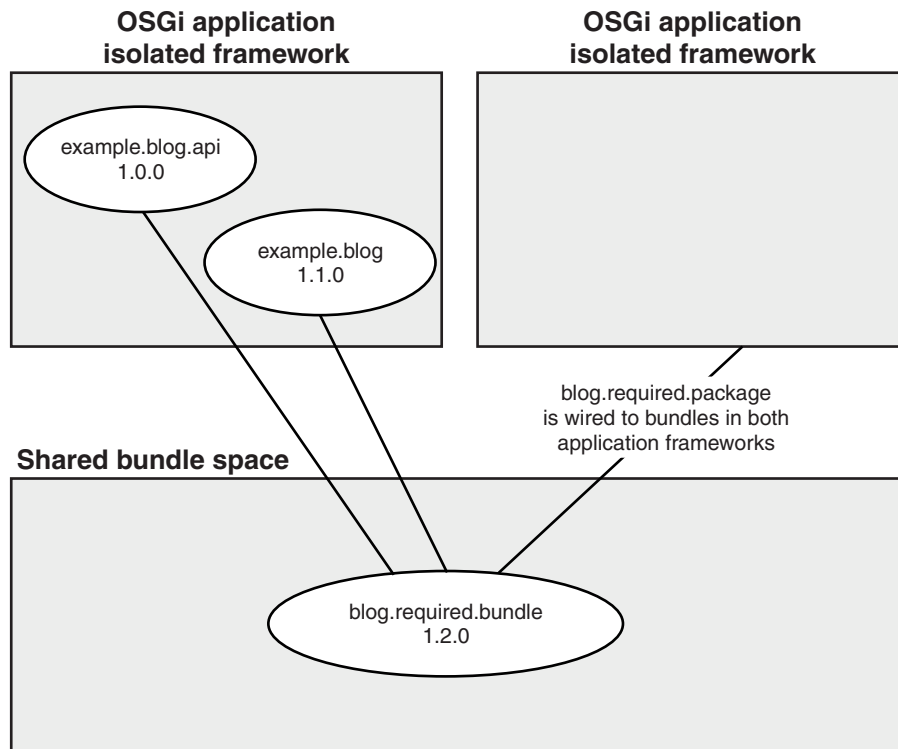 OSGi application
isolated framework
OSGi application
isolated framework
example.blog.api
1.0.0
example.blog
1.1.0
blog.required.package
is wired to bundles in both
application frameworks
Shared bundle space
blog.required.bundle
1.2.0